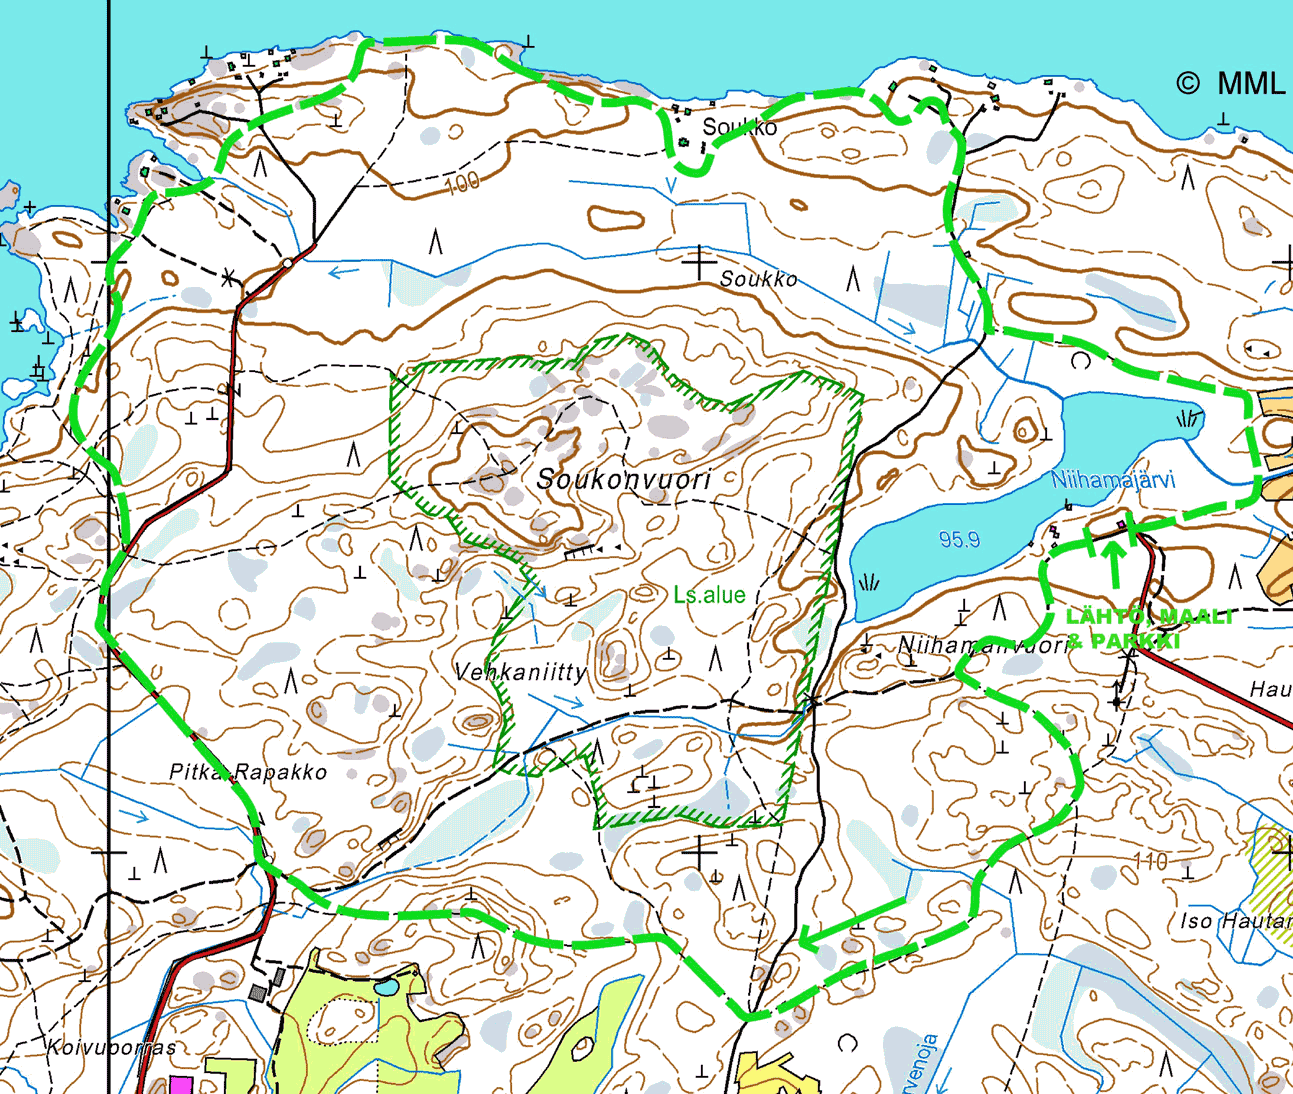 © MML
Soukko
100
Soukko
Soukonvuori
Niihamajärvi
95.9
Ls.alue
LÄHTÖ, MAALI
& PARKKI
Niihamanvuori
Vehkaniitty
Hau
Pitkä-Rapakko
110
Iso Hautar
Koivuporras
rvenoja